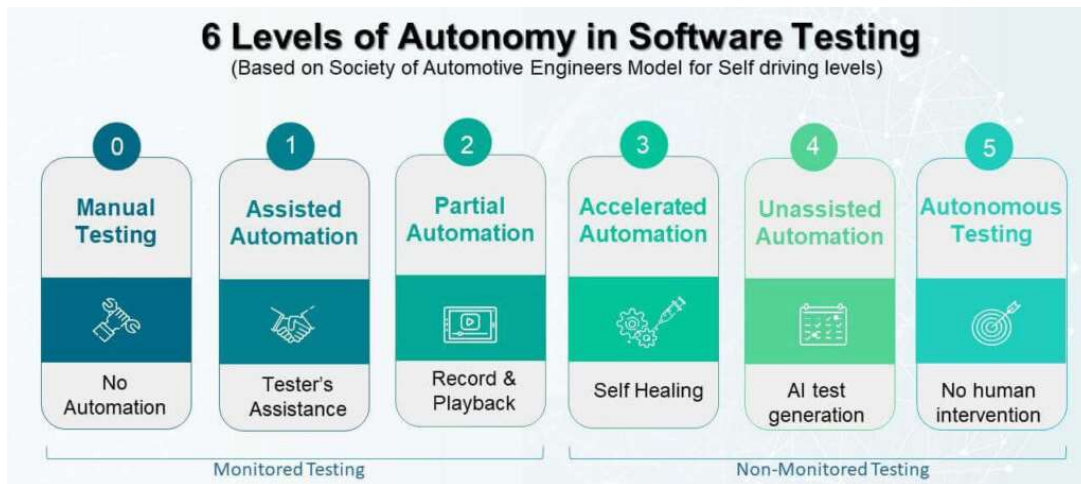 6 Levels of Autonomy in Software Testing
(Based on Society of Automotive Engineers Model for Self driving levels)
0
Manual
Testing
No
Automation
1
Assisted
Automation
Tester's
Assistance
2
Partial
Automation
Record &
Playback
3
Accelerated
Automation
Self Healing
4
Unassisted
Automation
AI test
generation
5
Autonomous
Testing
No human
intervention
Monitored Testing
Non-Monitored Testing